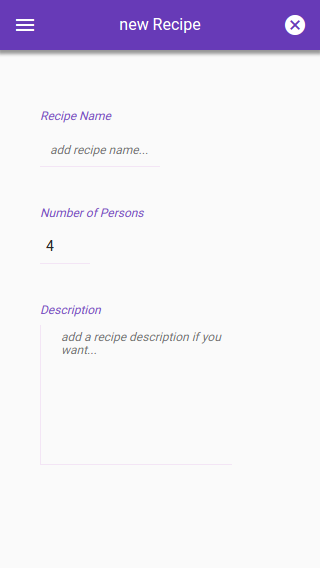 new Recipe
Recipe Name
add recipe name...
Number of Persons
4
Description
add a recipe description if you
want...